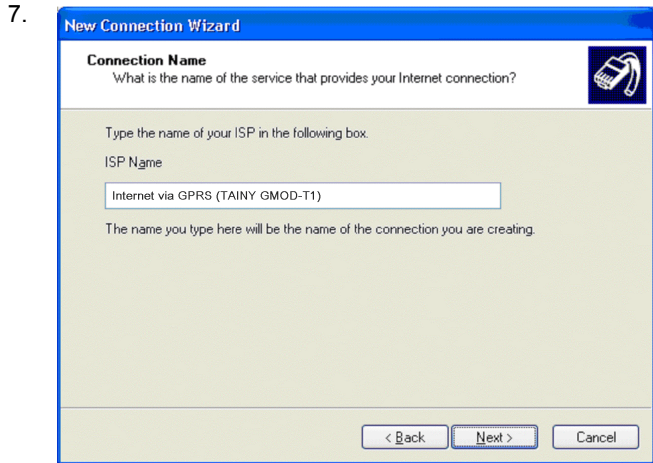 7.
New Connection Wizard
Connection Name
What is the name of the service that provides your Internet connection?
Type the name of your ISP in the following box.
ISP Name
Internet via GPRS (TAINY GMOD-T1)
The name you type here will be the name of the connection you are creating.
< Back Next > Cancel